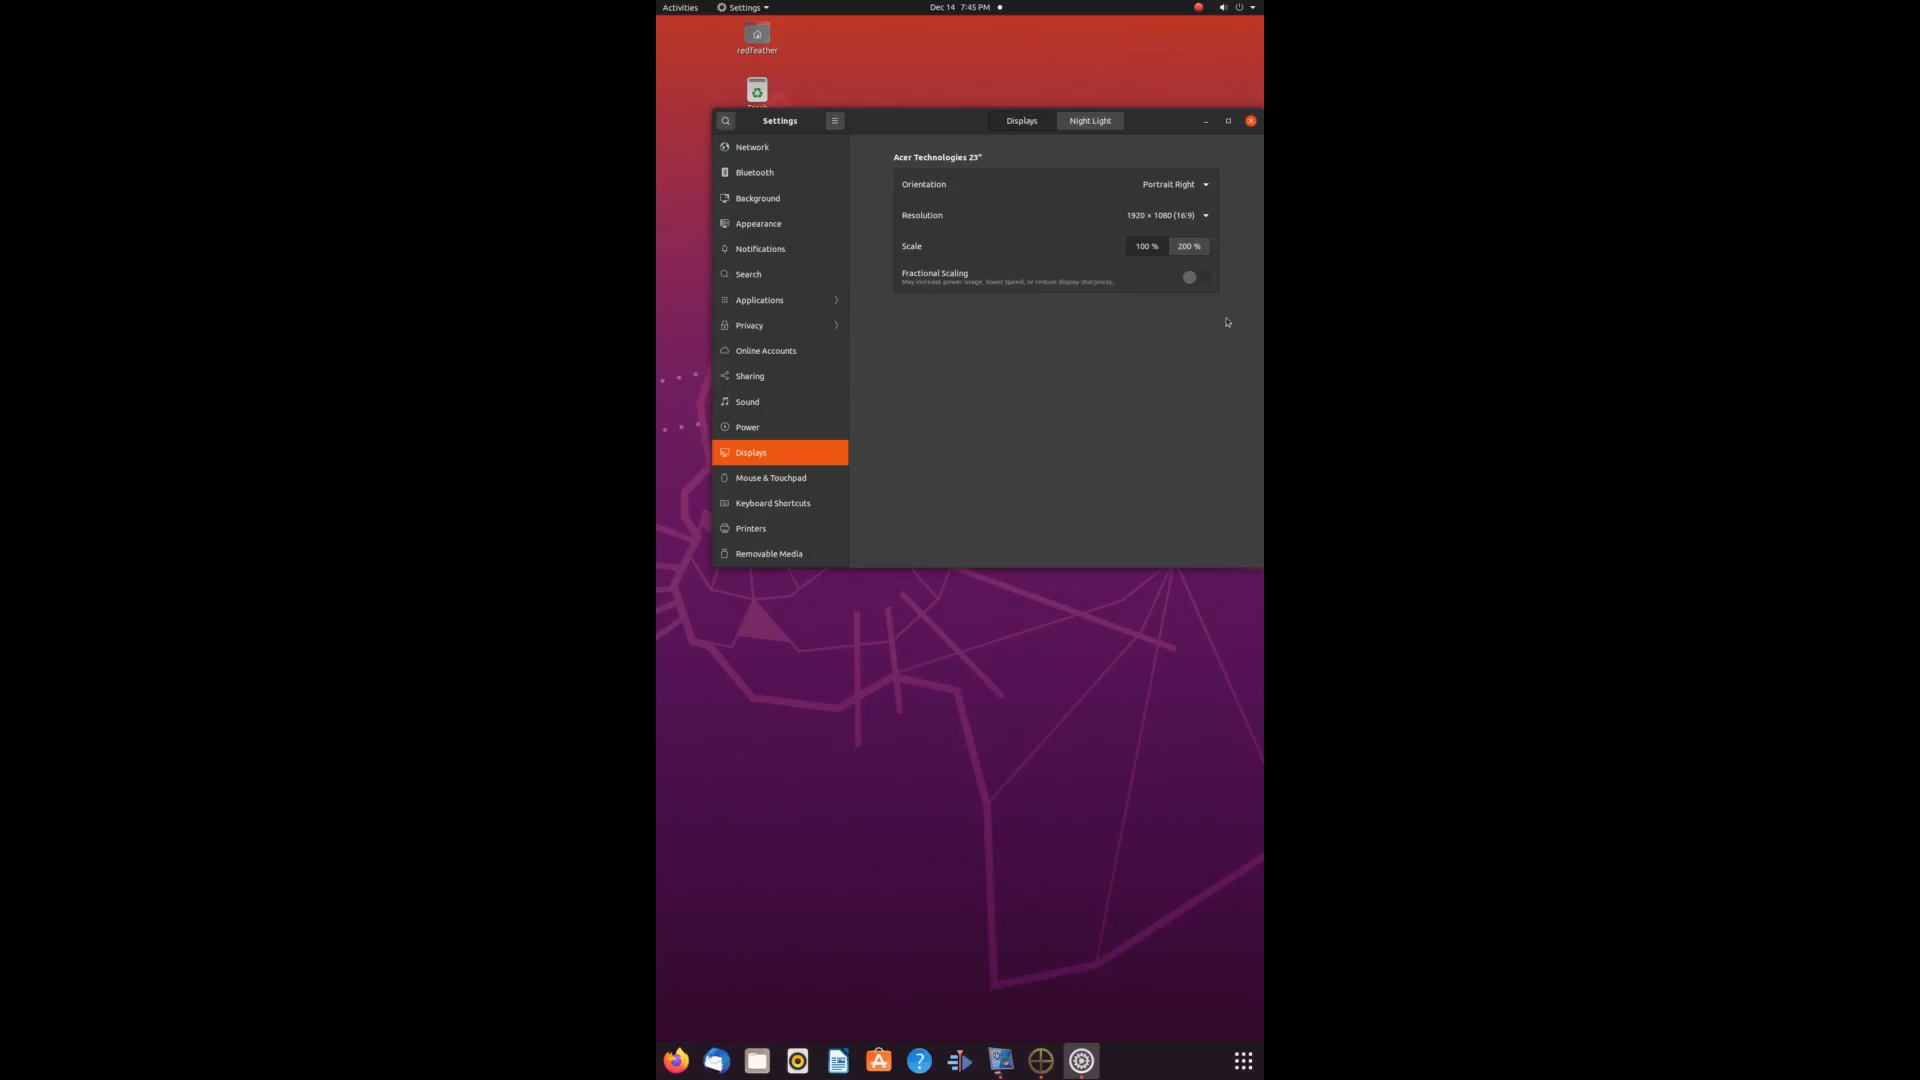 Activities Settings Dec 14 7:45 PM
redfeather
Settings Displays Night Light
Network
Bluetooth
Background
Appearance
Notifications
Search
Applications
Privacy
Online Accounts
Sharing
Sound
Power
Displays
Mouse & Touchpad
Keyboard Shortcuts
Printers
Removable Media
Acer Technologies 23"
Orientation Portrait Right
Resolution 1920 × 1080 (16:9)
Scale 100 % 200 %
Fractional Scaling
May increase power usage, lower speed, or reduce display sharpness.